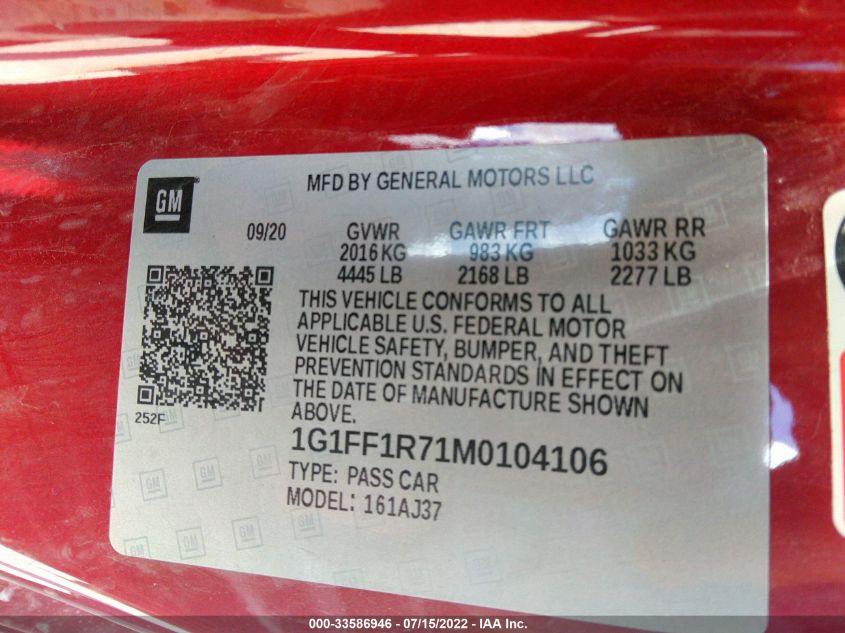 GM
MFD BY GENERAL MOTORS LLC
09/20 GVWR GAWR FRT GAWR RR
2016 KG 983 KG 1033 KG
4445 LB 2168 LB 2277 LB
THIS VEHICLE CONFORMS TO ALL
APPLICABLE U.S. FEDERAL MOTOR
VEHICLE SAFETY, BUMPER, AND THEFT
PREVENTION STANDARDS IN EFFECT ON
THE DATE OF MANUFACTURE SHOWN
ABOVE.
252F
1G1FF1R71M0104106
TYPE: PASS CAR
MODEL: 161AJ37
000-33586946 - 07/15/2022 - IAA Inc.